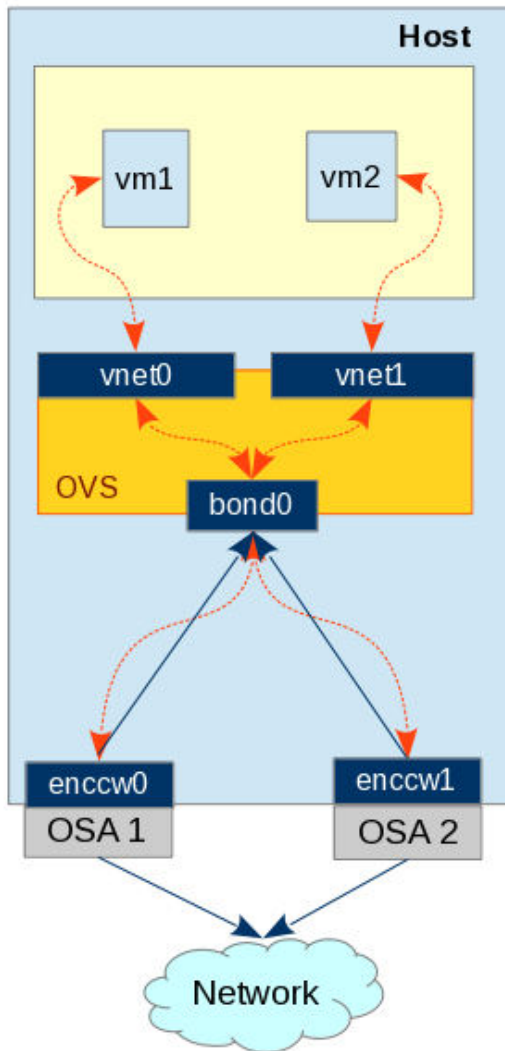 Host
vm1
vm2
vnet0
vnet1
OVS
bond0
enccw0
enccw1
OSA 1
OSA 2
Network